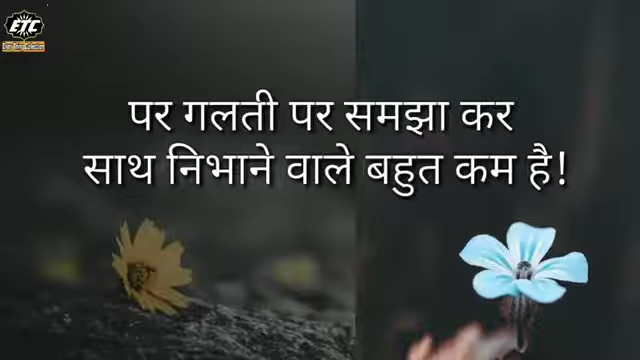 ETC
पर गलती पर समझा कर
साथ निभाने वाले बहुत कम है!